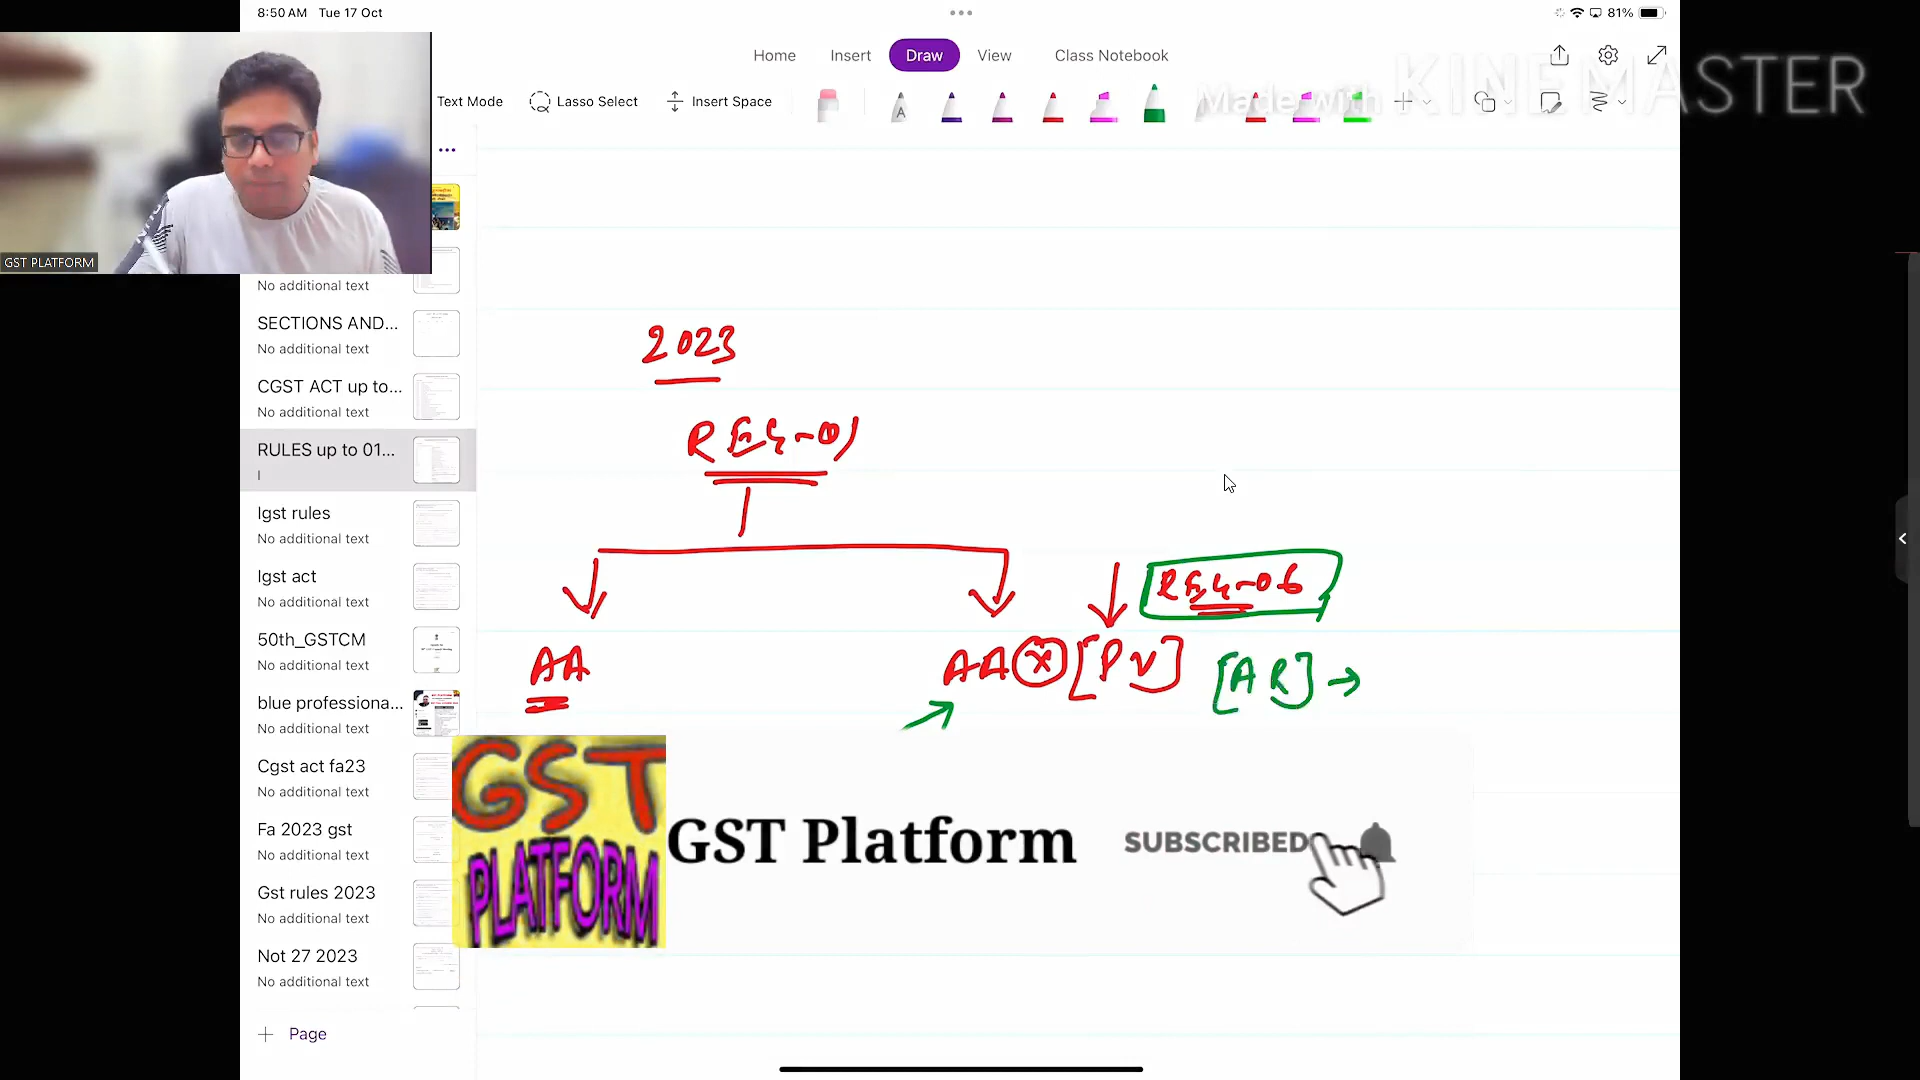 8:50 AM Tue 17 Oct
81%
Home Insert Draw View Class Notebook
Made with KINEMASTER
Text Mode Lasso Select Insert Space
A
GST PLATFORM
No additional text
SECTIONS AND...
No additional text
CGST ACT up to...
No additional text
RULES up to 01...
I
Igst rules
No additional text
Igst act
No additional text
50th_GSTCM
No additional text
blue professiona...
No additional text
Cgst act fa23
No additional text
Fa 2023 gst
No additional text
Gst rules 2023
No additional text
Not 27 2023
No additional text
Page
2023
REG-01
REG-06
AA
AA (x) [PV] [AR] →
GST PLATFORM
GST Platform
SUBSCRIBED